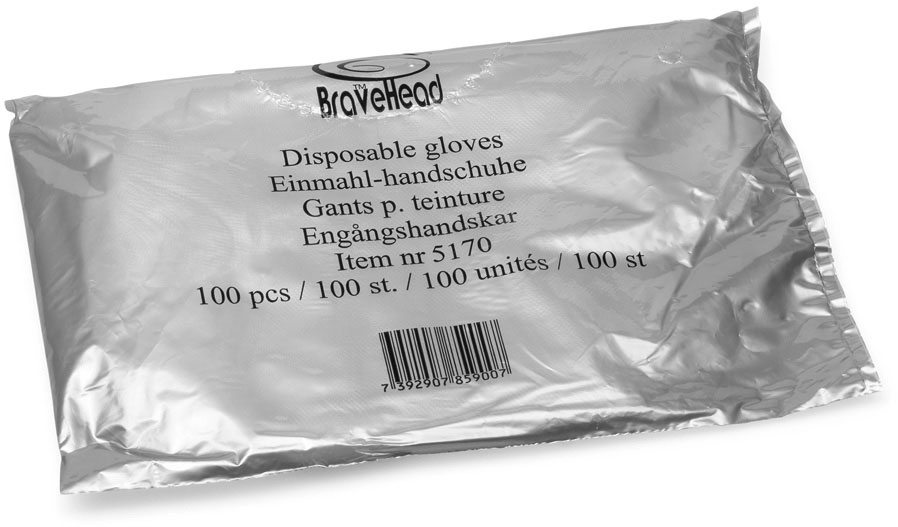 BraveHead
TM
Disposable gloves
Einmahl-handschuhe
Gants p. teinture
Engångshandskar
Item nr 5170
100 pcs / 100 st. / 100 unités / 100 st
7 392907 859007